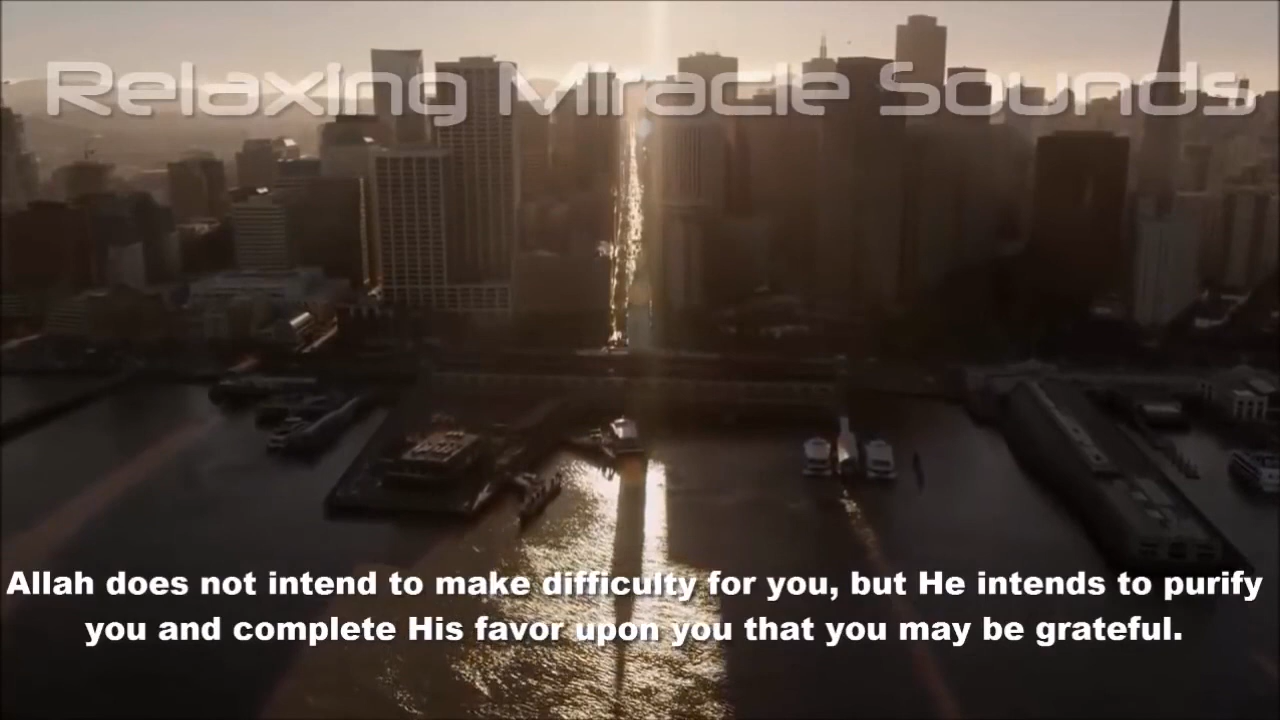 Relaxing Miracle Sounds
Allah does not intend to make difficulty for you, but He intends to purify
you and complete His favor upon you that you may be grateful.